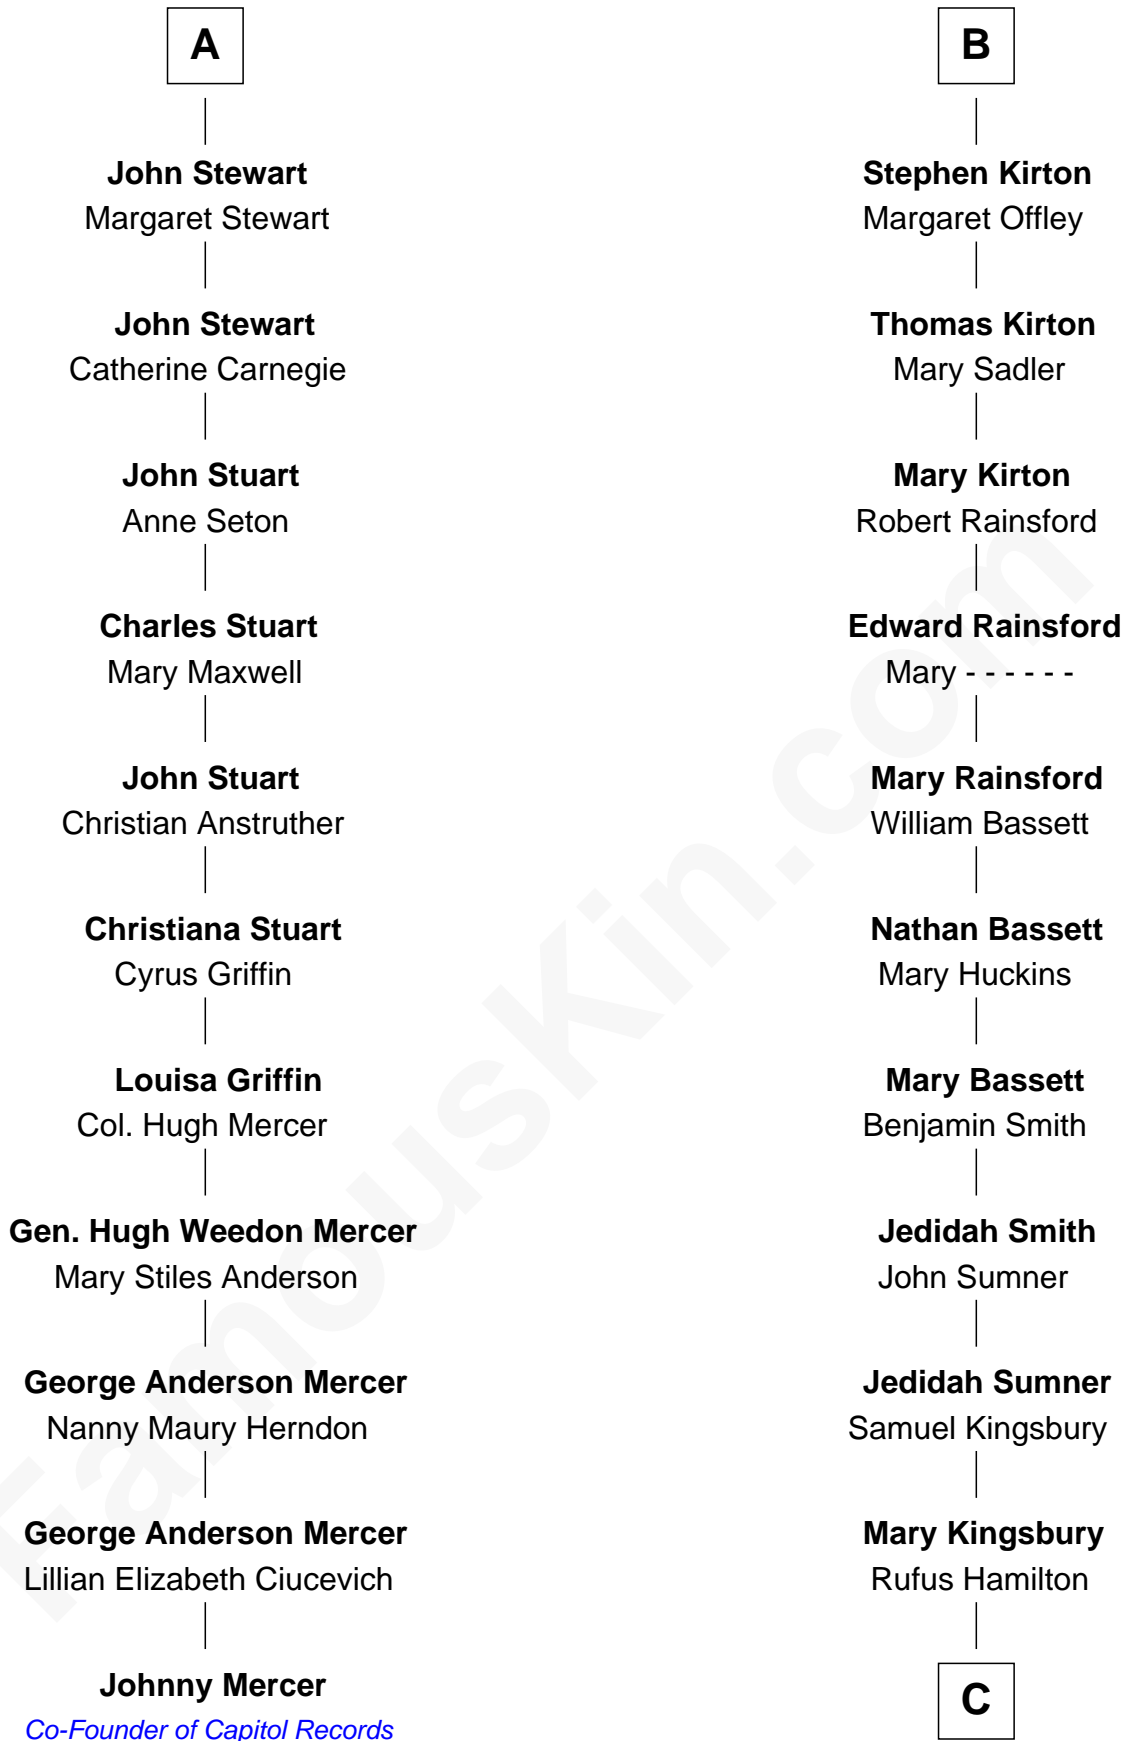 A
John Stewart
Margaret Stewart
John Stewart
Catherine Carnegie
John Stuart
Anne Seton
Charles Stuart
Mary Maxwell
John Stuart
Christian Anstruther
Christiana Stuart
Cyrus Griffin
Louisa Griffin
Col. Hugh Mercer
Gen. Hugh Weedon Mercer
Mary Stiles Anderson
George Anderson Mercer
Nanny Maury Herndon
George Anderson Mercer
Lillian Elizabeth Ciucevich
Johnny Mercer
Co-Founder of Capitol Records
B
Stephen Kirton
Margaret Offley
Thomas Kirton
Mary Sadler
Mary Kirton
Robert Rainsford
Edward Rainsford
Mary - - - - - -
Mary Rainsford
William Bassett
Nathan Bassett
Mary Huckins
Mary Bassett
Benjamin Smith
Jedidah Smith
John Sumner
Jedidah Sumner
Samuel Kingsbury
Mary Kingsbury
Rufus Hamilton
C
FamousKin.com